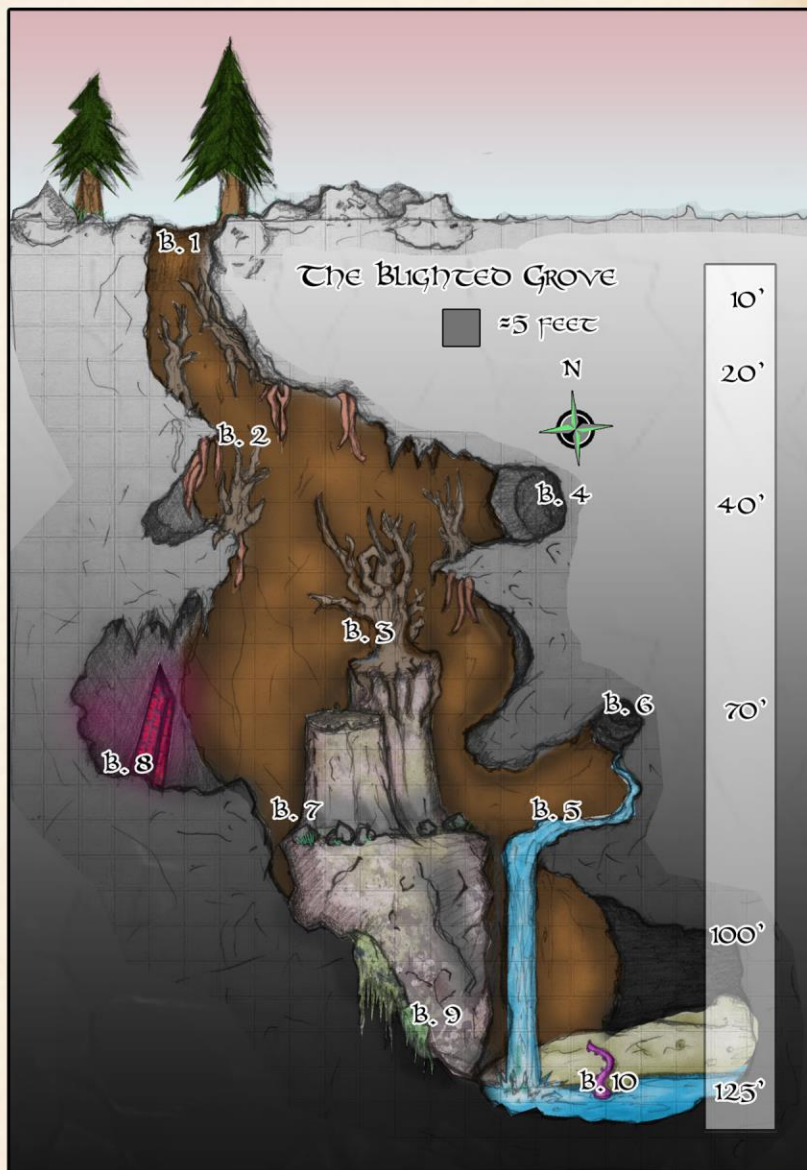 B. 1
The Blighted Grove
10'
=5 feet
20'
N
B. 2
B. 4
40'
B. 3
B. 6
70'
B. 8
B. 7
B. 5
100'
B. 9
B. 10
125'